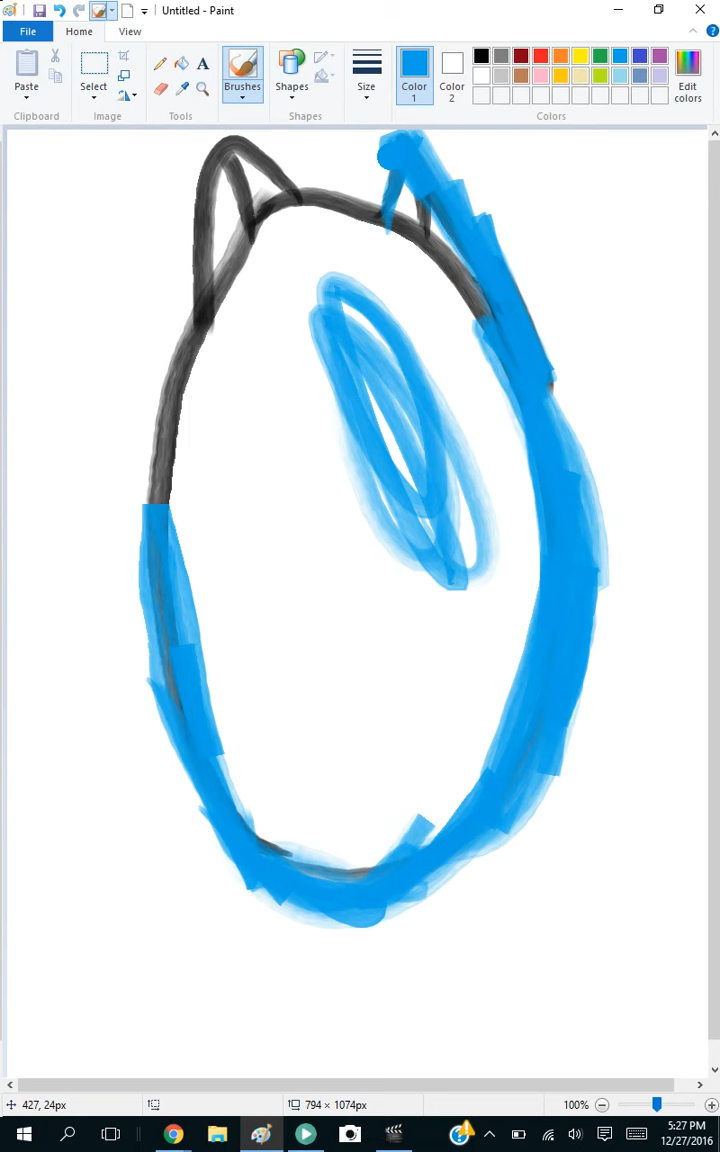 Untitled - Paint
File Home View
Paste Select A Brushes Shapes Size Color 1 Color 2 Edit colors
Clipboard Image Tools Shapes Colors
427, 24px 794 × 1074px 100%
5:27 PM
12/27/2016